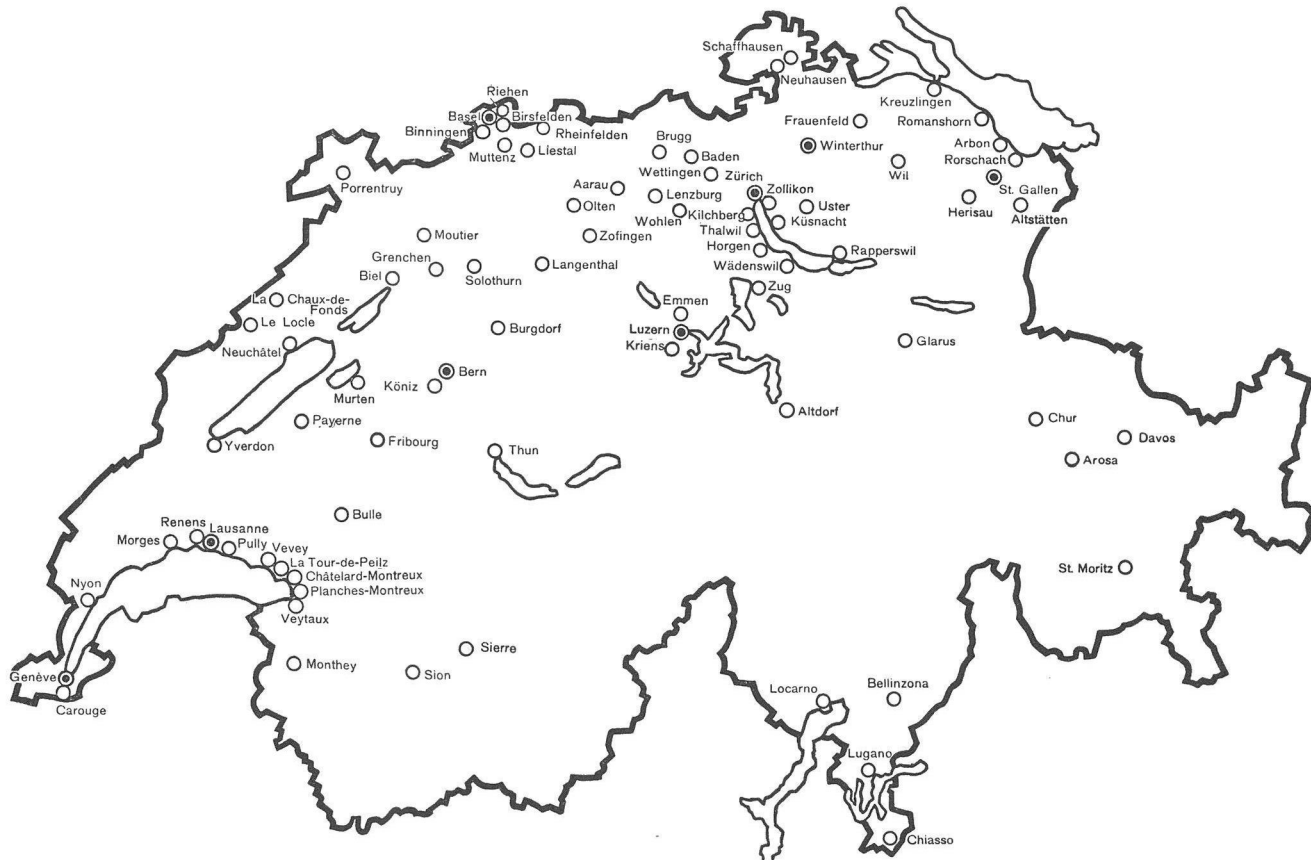 Schaffhausen
Neuhausen
Riehen
Kreuzlingen
Basel
Birsfelden
Frauenfeld
Romanshorn
Binningen
Rheinfelden
Brugg
Winterthur
Arbon
Muttenz
Liestal
Baden
Rorschach
Wettingen
Wil
Porrentruy
Zürich
St. Gallen
Aarau
Zollikon
Lenzburg
Herisau
Olten
Uster
Altstätten
Wohlen
Kilchberg
Küsnacht
Moutier
Zofingen
Thalwil
Grenchen
Horgen
Rapperswil
Biel
Solothurn
Langenthal
Wädenswil
La Chaux-de-
Fonds
Zug
Emmen
Le Locle
Burgdorf
Luzern
Neuchâtel
Kriens
Glarus
Bern
Köniz
Murten
Altdorf
Payerne
Chur
Fribourg
Davos
Yverdon
Thun
Arosa
Bulle
Renens
Lausanne
Morges
Pully
Vevey
La Tour-de-Peilz
St. Moritz
Châtelard-Montreux
Nyon
Planches-Montreux
Veytaux
Sierre
Monthey
Sion
Genève
Locarno
Bellinzona
Carouge
Lugano
Chiasso